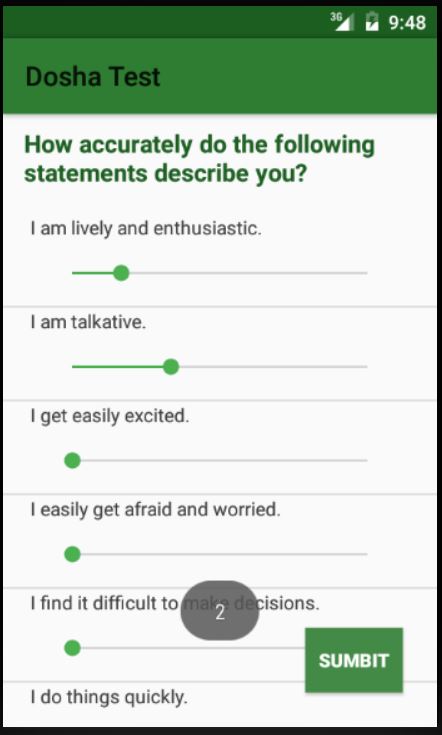 3G 9:48
Dosha Test
How accurately do the following
statements describe you?
I am lively and enthusiastic.
I am talkative.
I get easily excited.
I easily get afraid and worried.
I find it difficult to make decisions.
2
SUMBIT
I do things quickly.